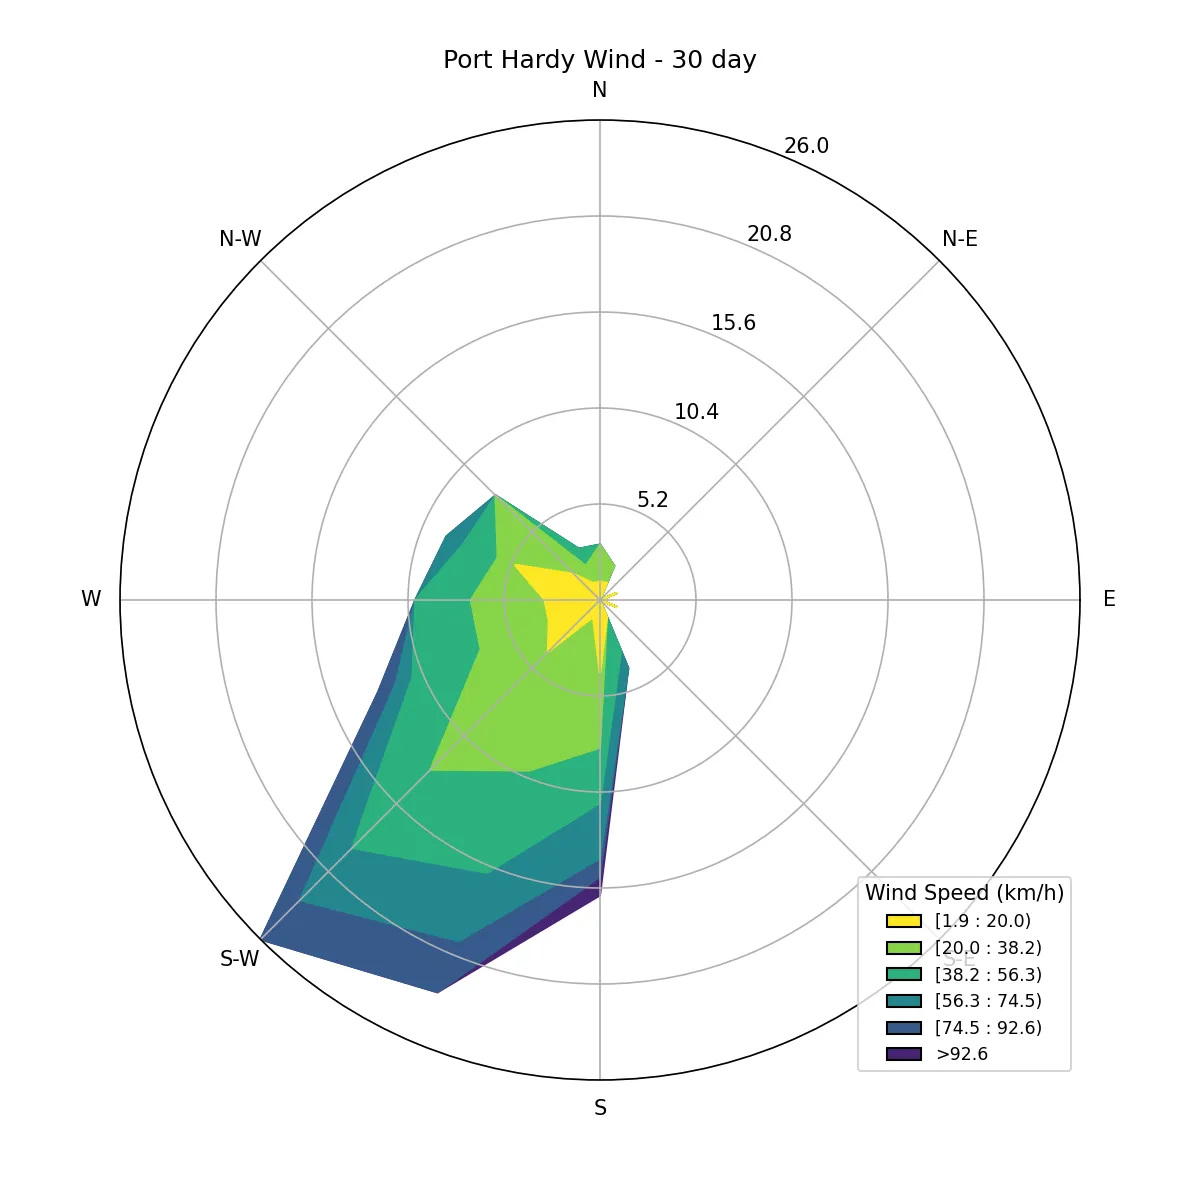 Port Hardy Wind - 30 day
N
26.0
20.8
N-W
N-E
15.6
10.4
5.2
W
E
Wind Speed (km/h)
[1.9 : 20.0)
[20.0 : 38.2)
S-W
S-E
[38.2 : 56.3)
[56.3 : 74.5)
[74.5 : 92.6)
>92.6
S